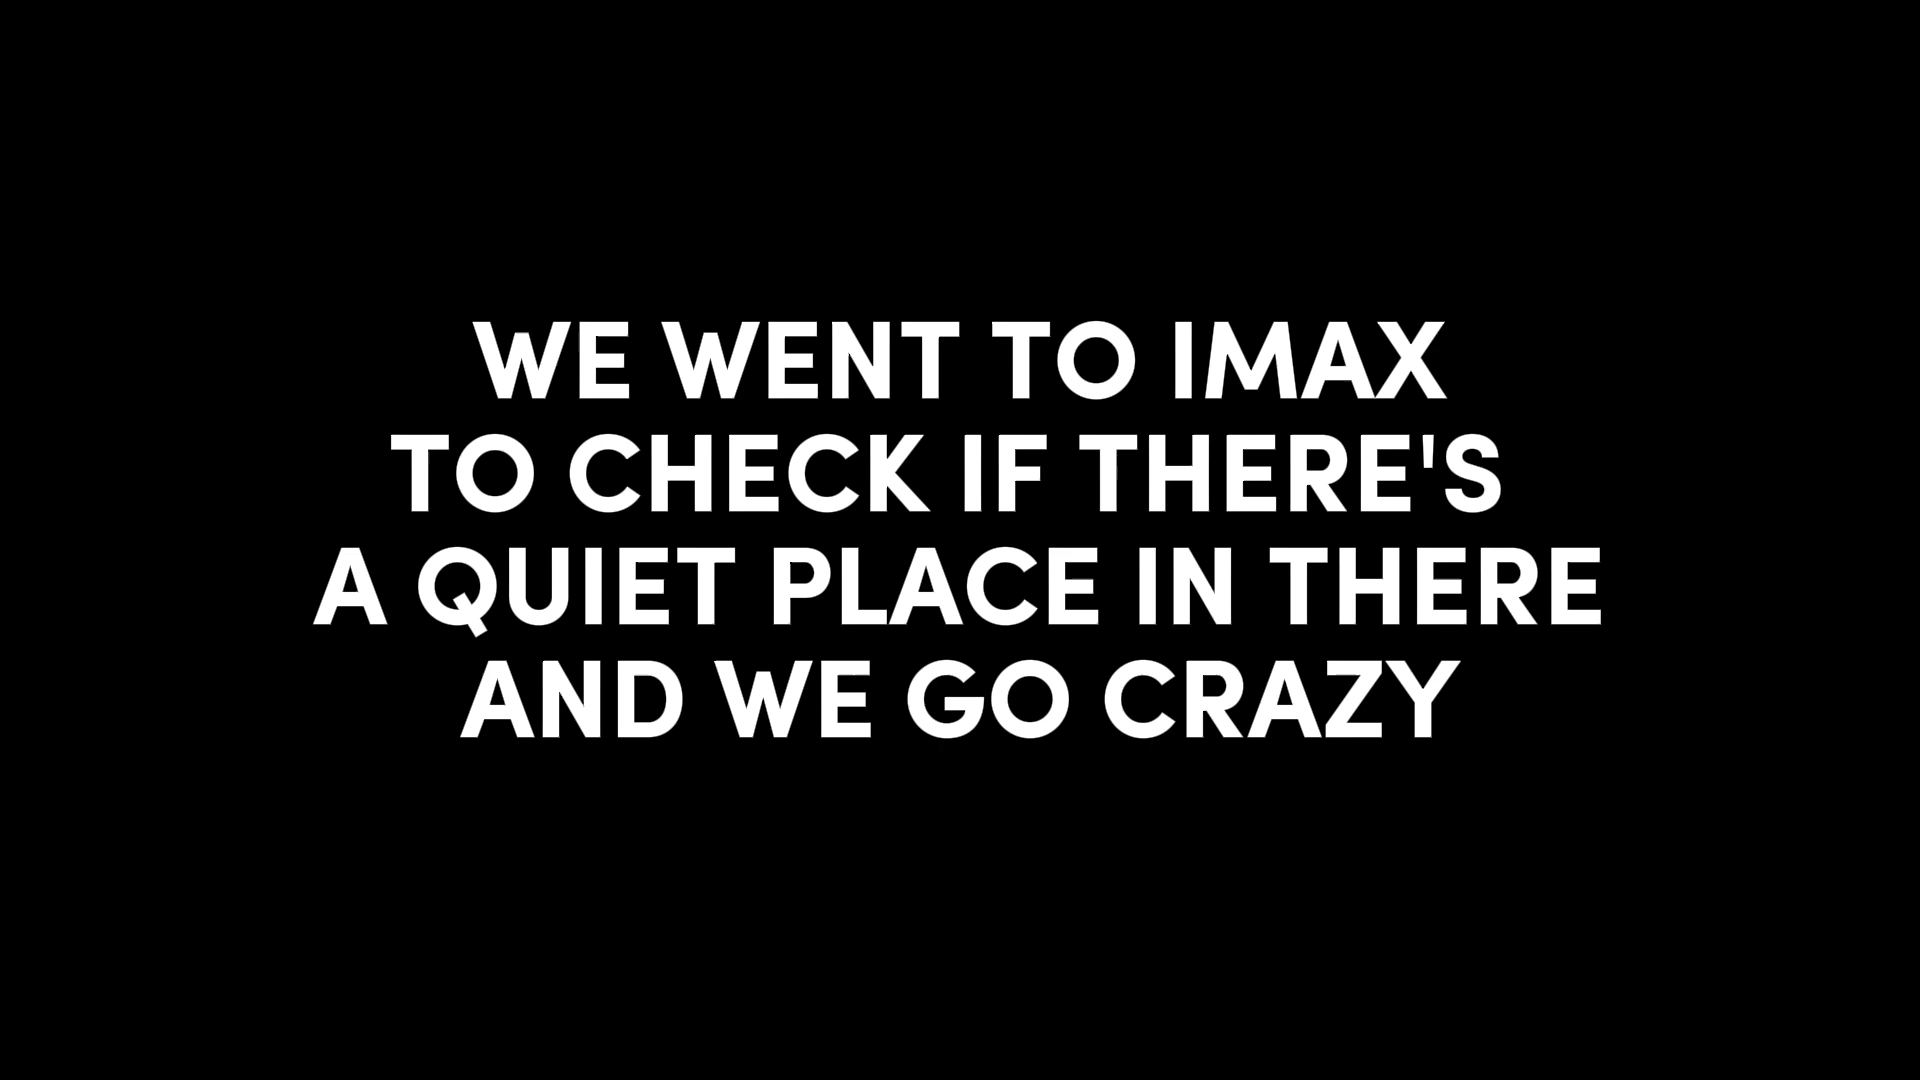 WE WENT TO IMAX
TO CHECK IF THERE'S
A QUIET PLACE IN THERE
AND WE GO CRAZY